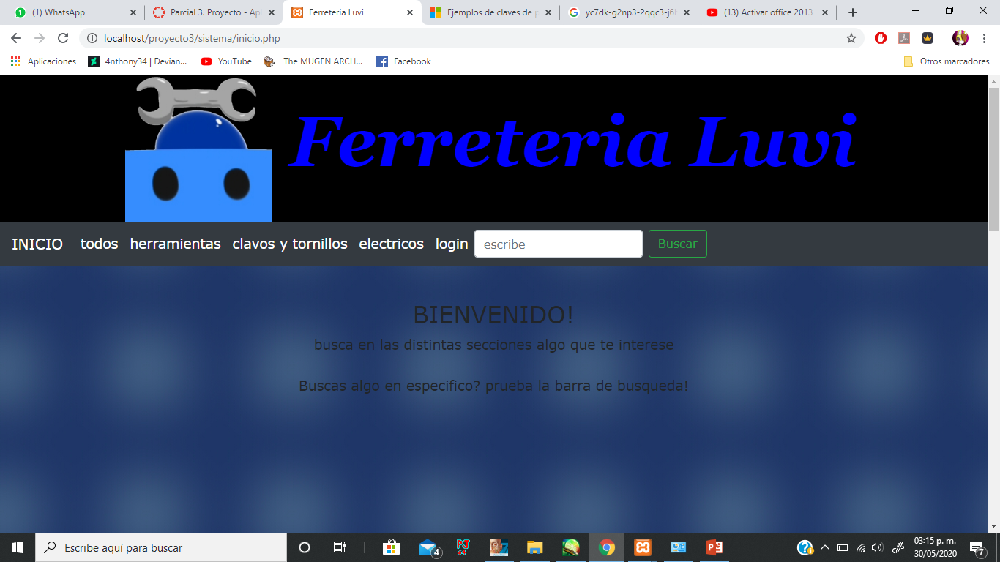 (1) WhatsApp
Parcial 3. Proyecto - Ap
Ferreteria Luvi
Ejemplos de claves de p
yc7dk-g2np3-2qqc3-j6
(13) Activar office 2013
localhost/proyecto3/sistema/inicio.php
Aplicaciones
4nthony34 | Devian...
YouTube
The MUGEN ARCH...
Facebook
Otros marcadores
Ferreteria Luvi
INICIO todos herramientas clavos y tornillos electricos login escribe Buscar
BIENVENIDO!
busca en las distintas secciones algo que te interese
Buscas algo en especifico? prueba la barra de busqueda!
Escribe aquí para buscar
4
PJ
64
03:15 p. m.
30/05/2020
7